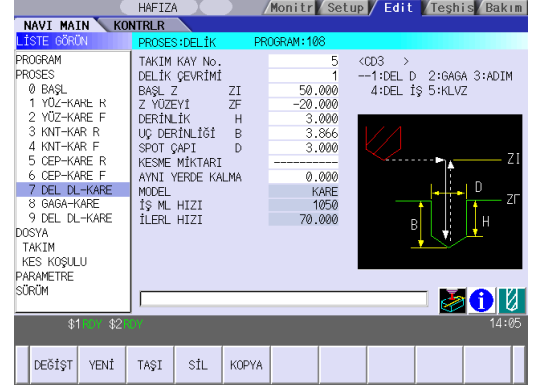 HAFIZA Monitr Setup Edit Teşhis Bakım
NAVI MAIN KONTRLR
LİSTE GÖRÜN PROSES:DELİK PROGRAM:108
PROGRAM
PROSES
0 BAŞL
1 YÜZ-KARE R
2 YÜZ-KARE F
3 KNT-KAR R
4 KNT-KAR F
5 CEP-KARE R
6 CEP-KARE F
7 DEL DL-KARE
8 GAGA-KARE
9 DEL DL-KARE
DOSYA
TAKIM
KES KOŞULU
PARAMETRE
SÜRÜM
TAKIM KAY No. 5
DELİK ÇEVRİMİ 1
BAŞL Z ZI 50.000
Z YÜZEYİ ZF -20.000
DERİNLİK H 3.000
UÇ DERİNLİĞİ B 3.866
SPOT ÇAPI D 3.000
KESME MİKTARI ----------
AYNI YERDE KALMA 0.000
MODEL KARE
İŞ ML HIZI 1050
İLERL HIZI 70.000
<CD3 >
--1:DEL D 2:GAGA 3:ADIM
4:DEL İŞ 5:KLVZ
ZI
D
ZF
B
H
$1 RDY $2 RDY 14:05
DEĞİŞT YENİ TAŞI SİL KOPYA